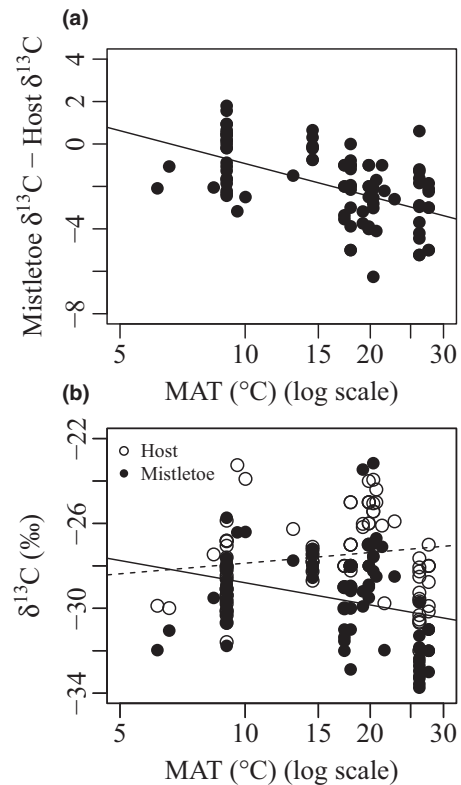 (a)
Mistletoe δ¹³C − Host δ¹³C
4
2
0
−4
−8
5
10
15
20
30
MAT (°C) (log scale)
(b)
δ¹³C (‰)
−22
−26
−30
−34
Host
Mistletoe
5
10
15
20
30
MAT (°C) (log scale)